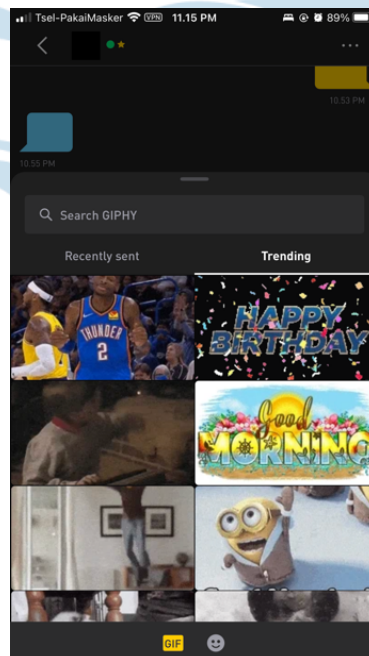 Tsel-PakaiMasker VPN 11.15 PM 89%
10.53 PM
10.55 PM
Search GIPHY
Recently sent Trending
THUNDER
2
HAPPY
BIRTHDAY
Good
MORNING
GIF